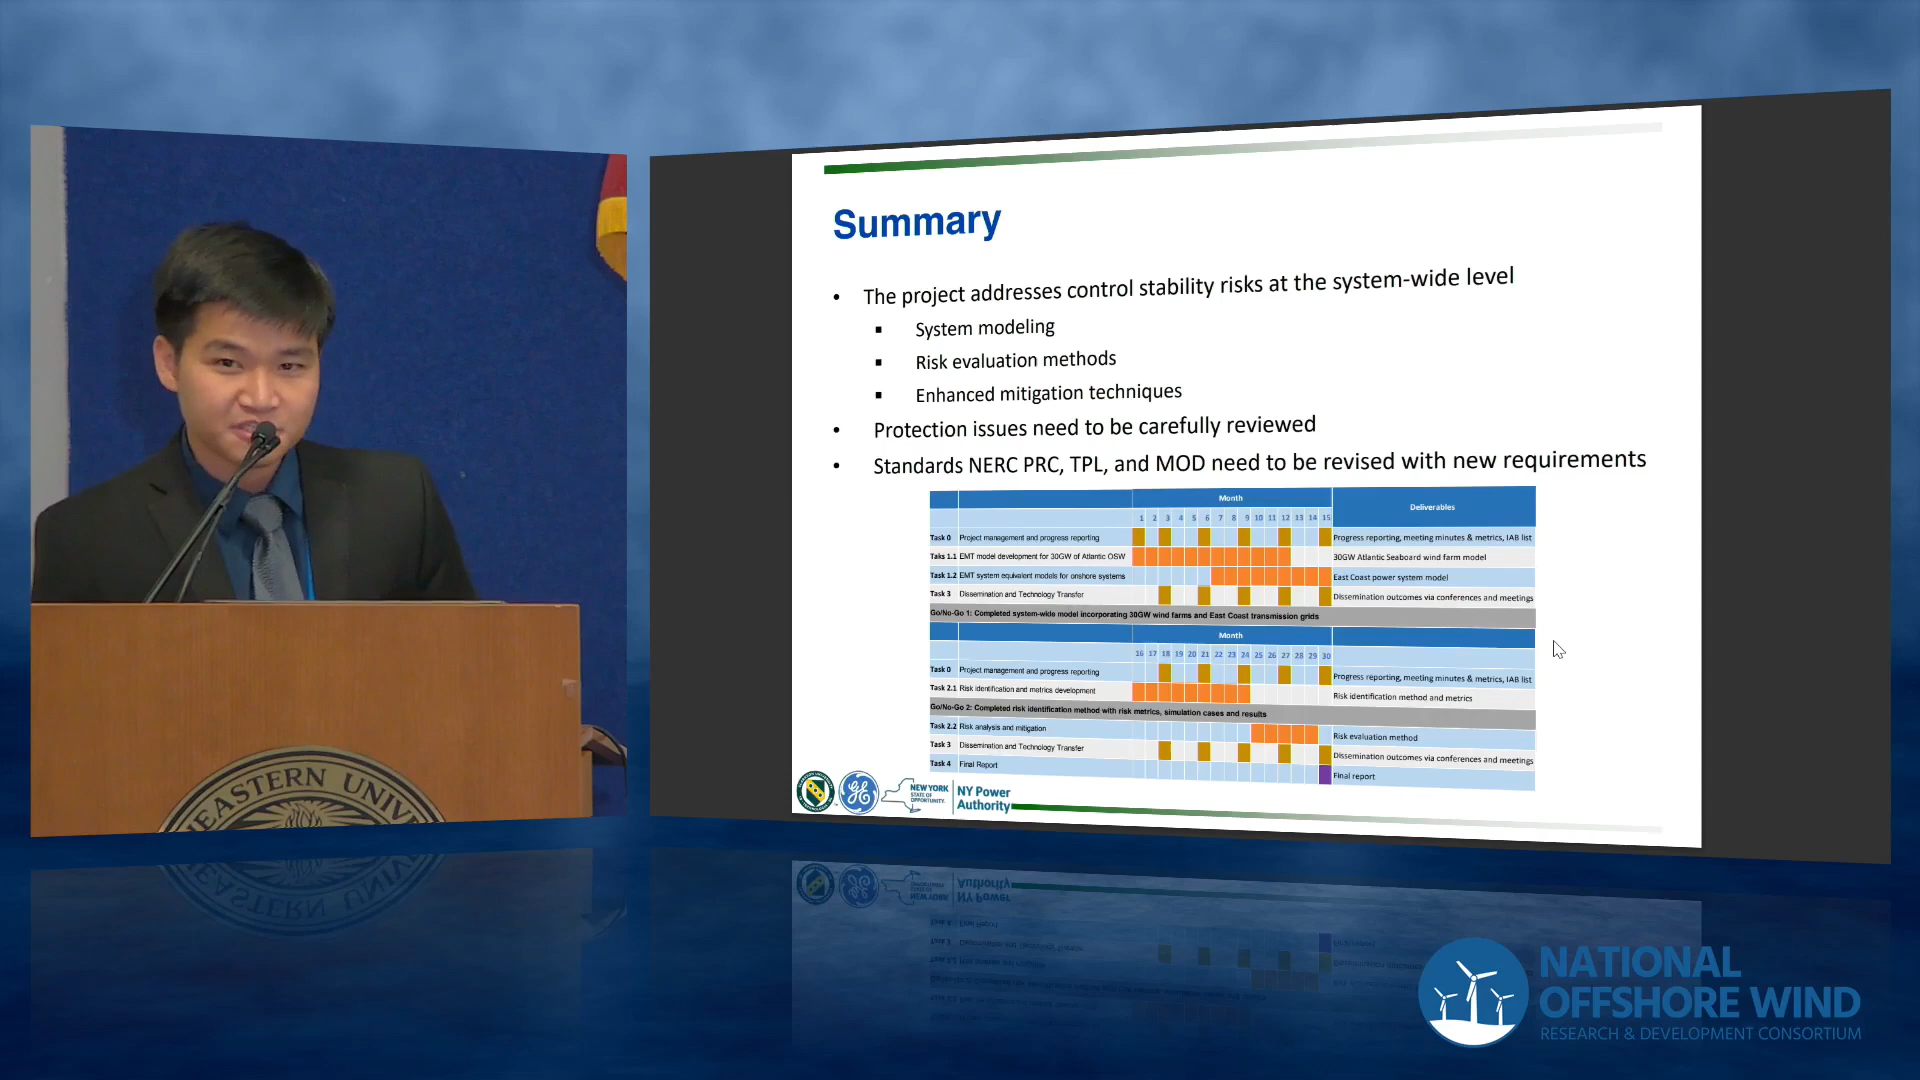 Summary
• The project addresses control stability risks at the system-wide level
▪ System modeling
▪ Risk evaluation methods
▪ Enhanced mitigation techniques
• Protection issues need to be carefully reviewed
• Standards NERC PRC, TPL, and MOD need to be revised with new requirements
Month Deliverables
1 2 3 4 5 6 7 8 9 10 11 12 13 14 15
Task 0 Project management and progress reporting Progress reporting, meeting minutes & metrics, IAB list
Taks 1.1 EMT model development for 30GW of Atlantic OSW 30GW Atlantic Seaboard wind farm model
Task 1.2 EMT system equivalent models for onshore systems East Coast power system model
Task 3 Dissemination and Technology Transfer Dissemination outcomes via conferences and meetings
Go/No-Go 1: Completed system-wide model incorporating 30GW wind farms and East Coast transmission grids
Month
16 17 18 19 20 21 22 23 24 25 26 27 28 29 30
Task 0 Project management and progress reporting Progress reporting, meeting minutes & metrics, IAB list
Task 2.1 Risk identification and metrics development Risk identification method and metrics
Go/No-Go 2: Completed risk identification method with risk metrics, simulation cases and results
Task 2.2 Risk analysis and mitigation Risk evaluation method
Task 3 Dissemination and Technology Transfer Dissemination outcomes via conferences and meetings
Task 4 Final Report Final report
NEW YORK
STATE OF
OPPORTUNITY.
NY Power
Authority
EASTERN UNIV
NATIONAL
OFFSHORE WIND
RESEARCH & DEVELOPMENT CONSORTIUM